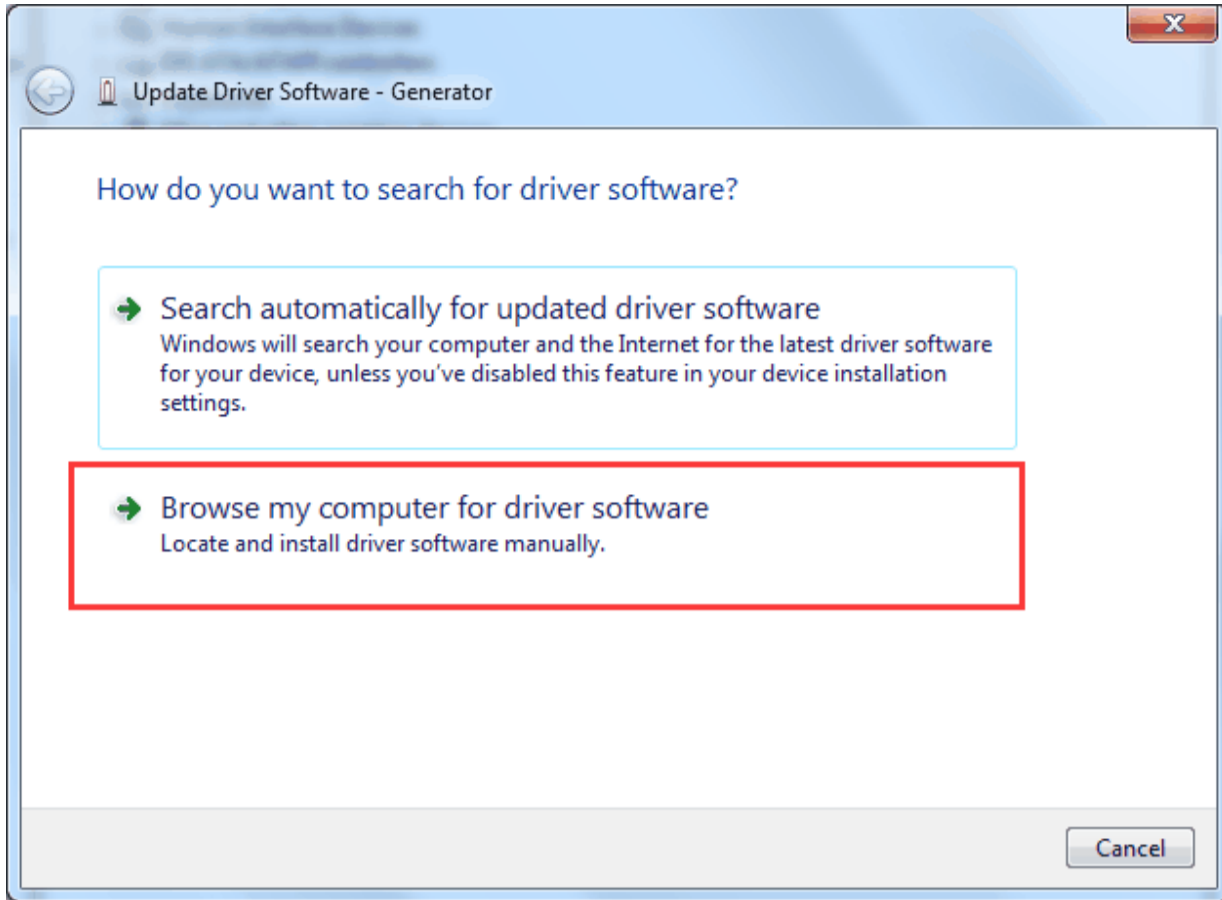 Update Driver Software - Generator
How do you want to search for driver software?
Search automatically for updated driver software
Windows will search your computer and the Internet for the latest driver software
for your device, unless you've disabled this feature in your device installation
settings.
Browse my computer for driver software
Locate and install driver software manually.
Cancel